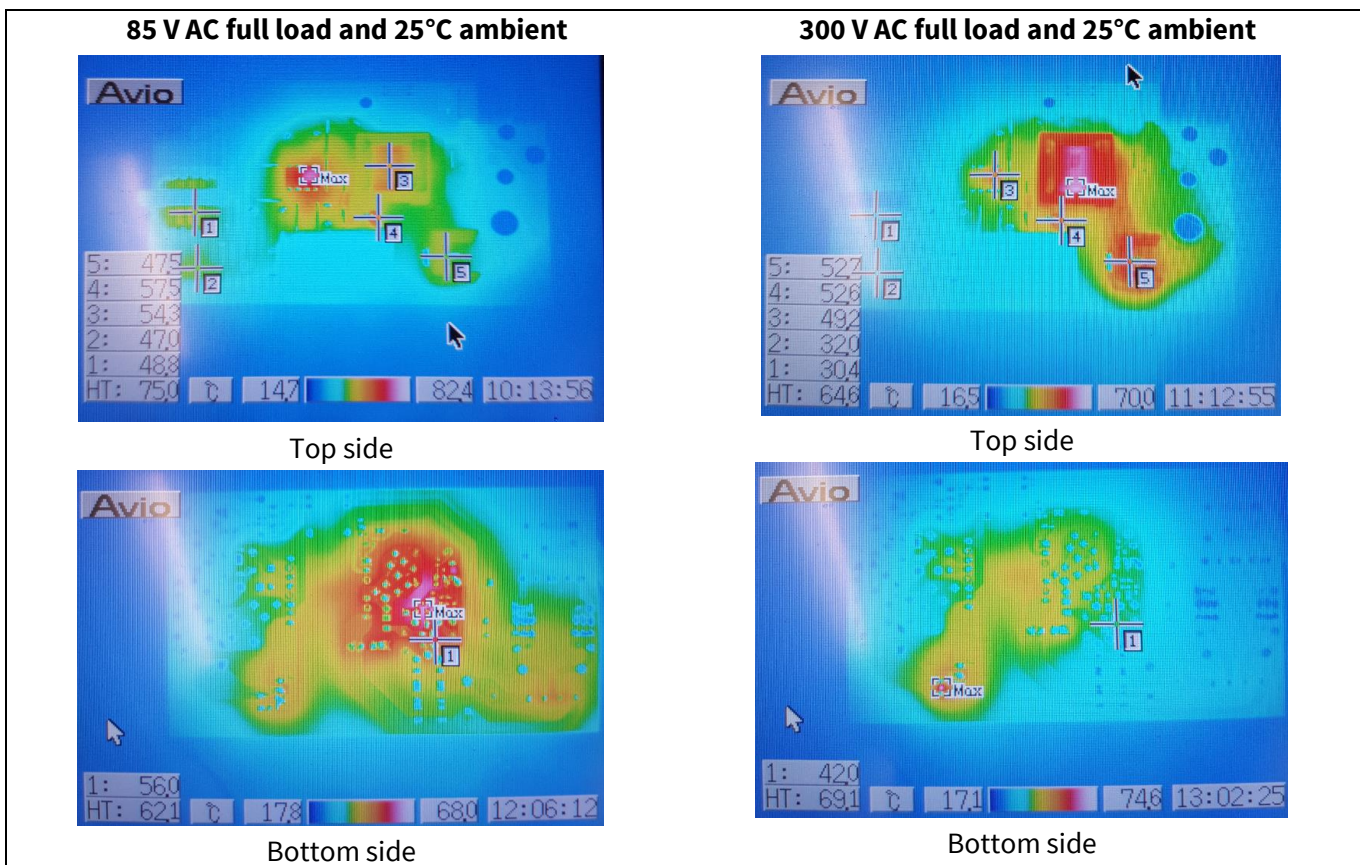 85 V AC full load and 25°C ambient
Avio
Max
3
4
1
5
2
5: 47.5
4: 57.5
3: 54.3
2: 47.0
1: 48.8
HT: 75.0 ℃ 14.7 82.4 10:13:56
Top side
300 V AC full load and 25°C ambient
Avio
3
Max
4
1
5
2
5: 52.7
4: 52.6
3: 49.2
2: 32.0
1: 30.4
HT: 64.6 ℃ 16.5 70.0 11:12:55
Top side
Avio
Max
1
1: 56.0
HT: 62.1 ℃ 17.8 68.0 12:06:12
Bottom side
Avio
1
Max
1: 42.0
HT: 69.1 ℃ 17.1 74.6 13:02:25
Bottom side